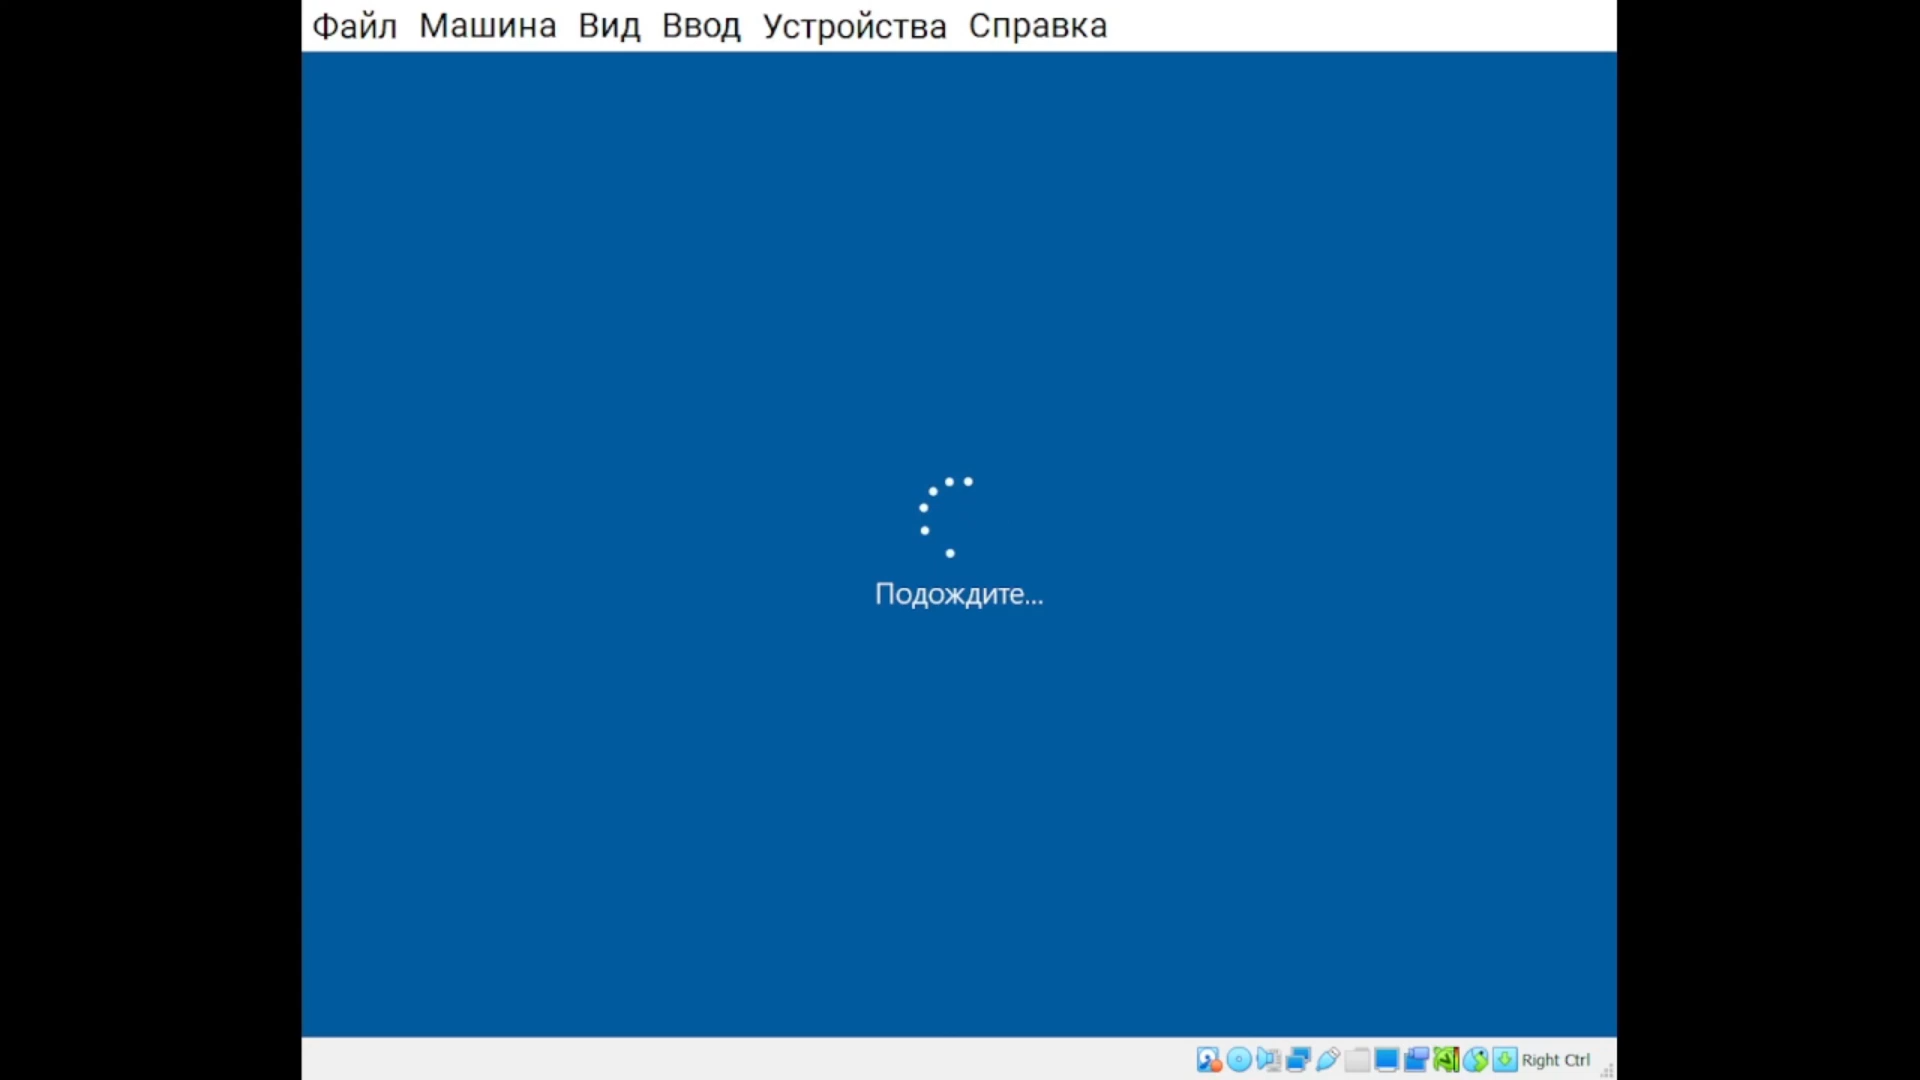 Файл Машина Вид Ввод Устройства Справка
Подождите...
Right Ctrl